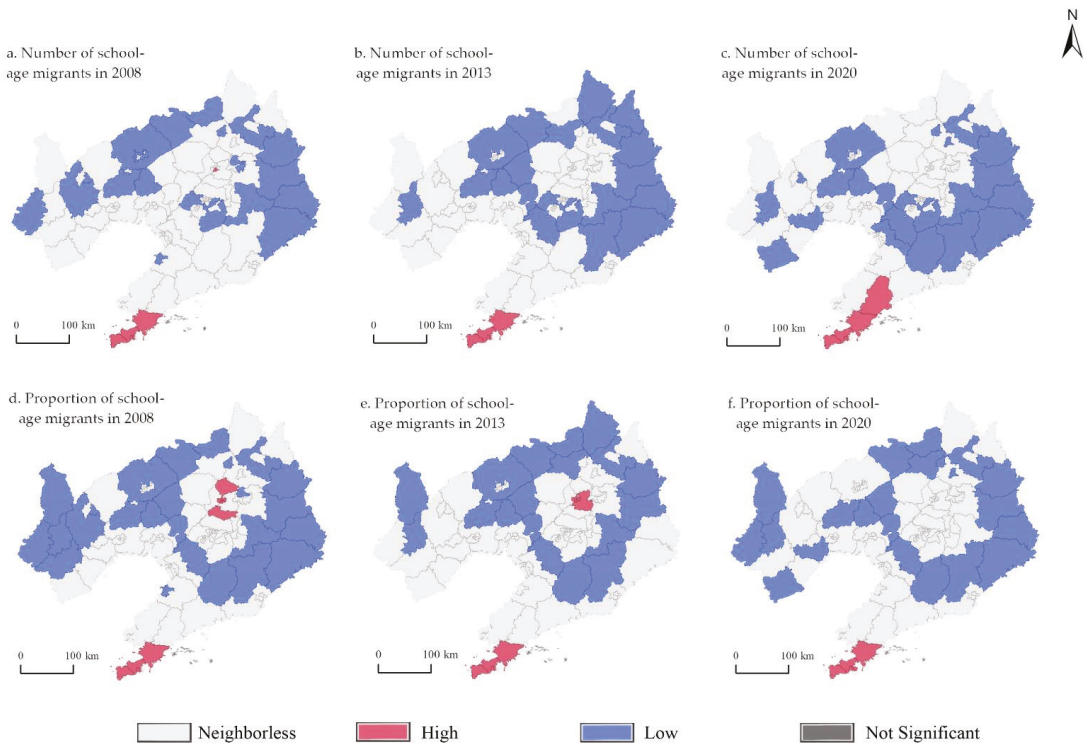 N
a. Number of school-
age migrants in 2008
b. Number of school-
age migrants in 2013
c. Number of school-
age migrants in 2020
0 100 km
0 100 km
0 100 km
d. Proportion of school-
age migrants in 2008
e. Proportion of school-
age migrants in 2013
f. Proportion of school-
age migrants in 2020
0 100 km
0 100 km
0 100 km
Neighborless
High
Low
Not Significant